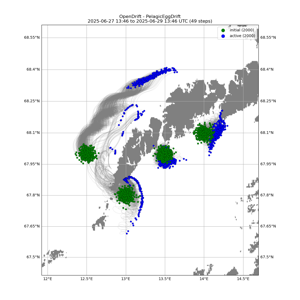 OpenDrift - PelagicEggDrift
2025-06-27 13:46 to 2025-06-29 13:46 UTC (49 steps)
initial (2000)
active (2000)
68.55°N
68.55°N
68.4°N
68.4°N
68.25°N
68.25°N
68.1°N
68.1°N
67.95°N
67.95°N
67.8°N
67.8°N
67.65°N
67.65°N
67.5°N
67.5°N
12°E
12.5°E
13°E
13.5°E
14°E
14.5°E